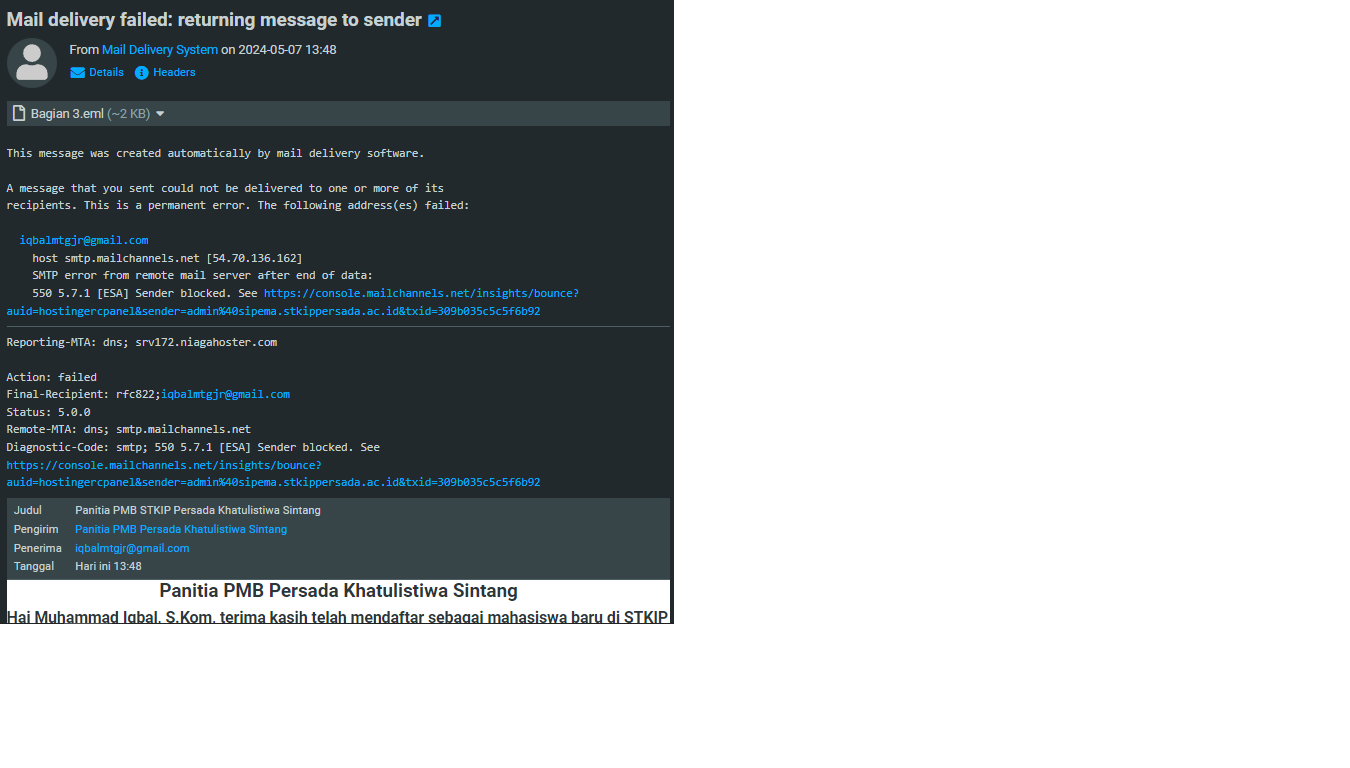 Mail delivery failed: returning message to sender
From Mail Delivery System on 2024-05-07 13:48
Details Headers
Bagian 3.eml (~2 KB)
This message was created automatically by mail delivery software.
A message that you sent could not be delivered to one or more of its
recipients. This is a permanent error. The following address(es) failed:
iqbalmtgjr@gmail.com
host smtp.mailchannels.net [54.70.136.162]
SMTP error from remote mail server after end of data:
550 5.7.1 [ESA] Sender blocked. See https://console.mailchannels.net/insights/bounce?
auid=hostingercpanel&sender=admin%40sipema.stkippersada.ac.id&txid=309b035c5c5f6b92
Reporting-MTA: dns; srv172.niagahoster.com
Action: failed
Final-Recipient: rfc822;iqbalmtgjr@gmail.com
Status: 5.0.0
Remote-MTA: dns; smtp.mailchannels.net
Diagnostic-Code: smtp; 550 5.7.1 [ESA] Sender blocked. See
https://console.mailchannels.net/insights/bounce?
auid=hostingercpanel&sender=admin%40sipema.stkippersada.ac.id&txid=309b035c5c5f6b92
Judul Panitia PMB STKIP Persada Khatulistiwa Sintang
Pengirim Panitia PMB Persada Khatulistiwa Sintang
Penerima iqbalmtgjr@gmail.com
Tanggal Hari ini 13:48
Panitia PMB Persada Khatulistiwa Sintang
Hai Muhammad Iqbal, S.Kom, terima kasih telah mendaftar sebagai mahasiswa baru di STKIP